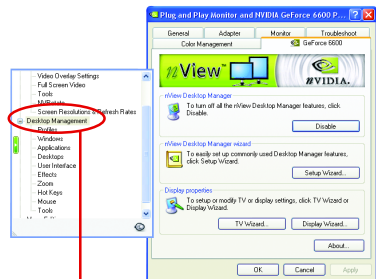 Plug and Play Monitor and NVIDIA GeForce 6600 P...
General
Adapter
Monitor
Troubleshoot
Color Management
GeForce 6600
nView™
nVIDIA.
nView Desktop Manager
To turn off all the nView Desktop Manager features, click
Disable.
Disable
nView Desktop Manager wizard
To easily set up commonly used Desktop Manager features,
click Setup Wizard.
Setup Wizard...
Display properties
To setup or modify TV or display settings, click TV Wizard or
Display Wizard.
TV Wizard...
Display Wizard...
About...
OK
Cancel
Apply
Video Overlay Settings
Full Screen Video
Tools
NVRotate
Screen Resolutions & Refresh Rates
Desktop Management
Profiles
Windows
Applications
Desktops
User Interface
Effects
Zoom
Hot Keys
Mouse
Tools